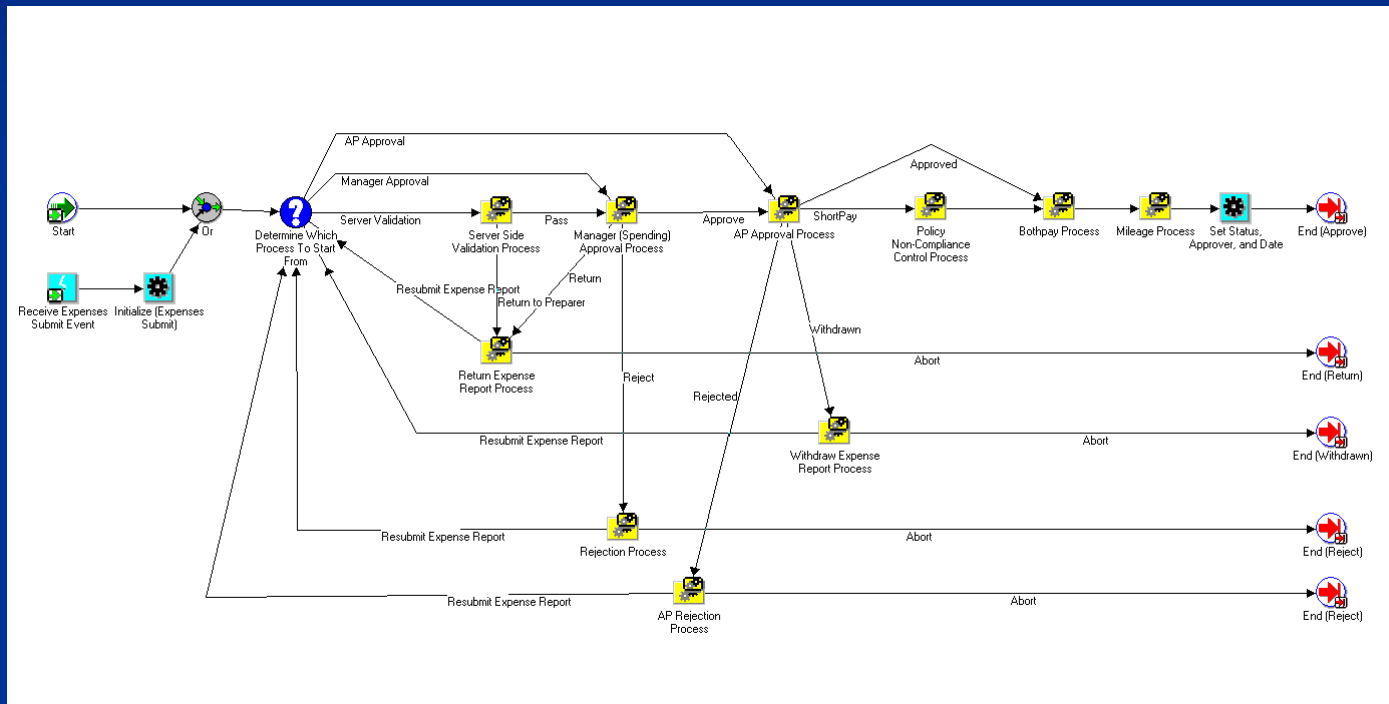 AP Approval
Approved
Manager Approval
Server Validation
Pass
Approve
ShortPay
Start
Or
Determine Which
Process To Start
From
Server Side
Validation Process
Manager (Spending)
Approval Process
AP Approval Process
Policy
Non-Compliance
Control Process
Bothpay Process
Mileage Process
Set Status,
Approver, and Date
End (Approve)
Receive Expenses
Submit Event
Initialize (Expenses
Submit)
Resubmit Expense Report
Return
Return to Preparer
Withdrawn
Return Expense
Report Process
Abort
End (Return)
Reject
Rejected
Resubmit Expense Report
Withdraw Expense
Report Process
Abort
End (Withdrawn)
Resubmit Expense Report
Rejection Process
Abort
End (Reject)
Resubmit Expense Report
AP Rejection
Process
Abort
End (Reject)